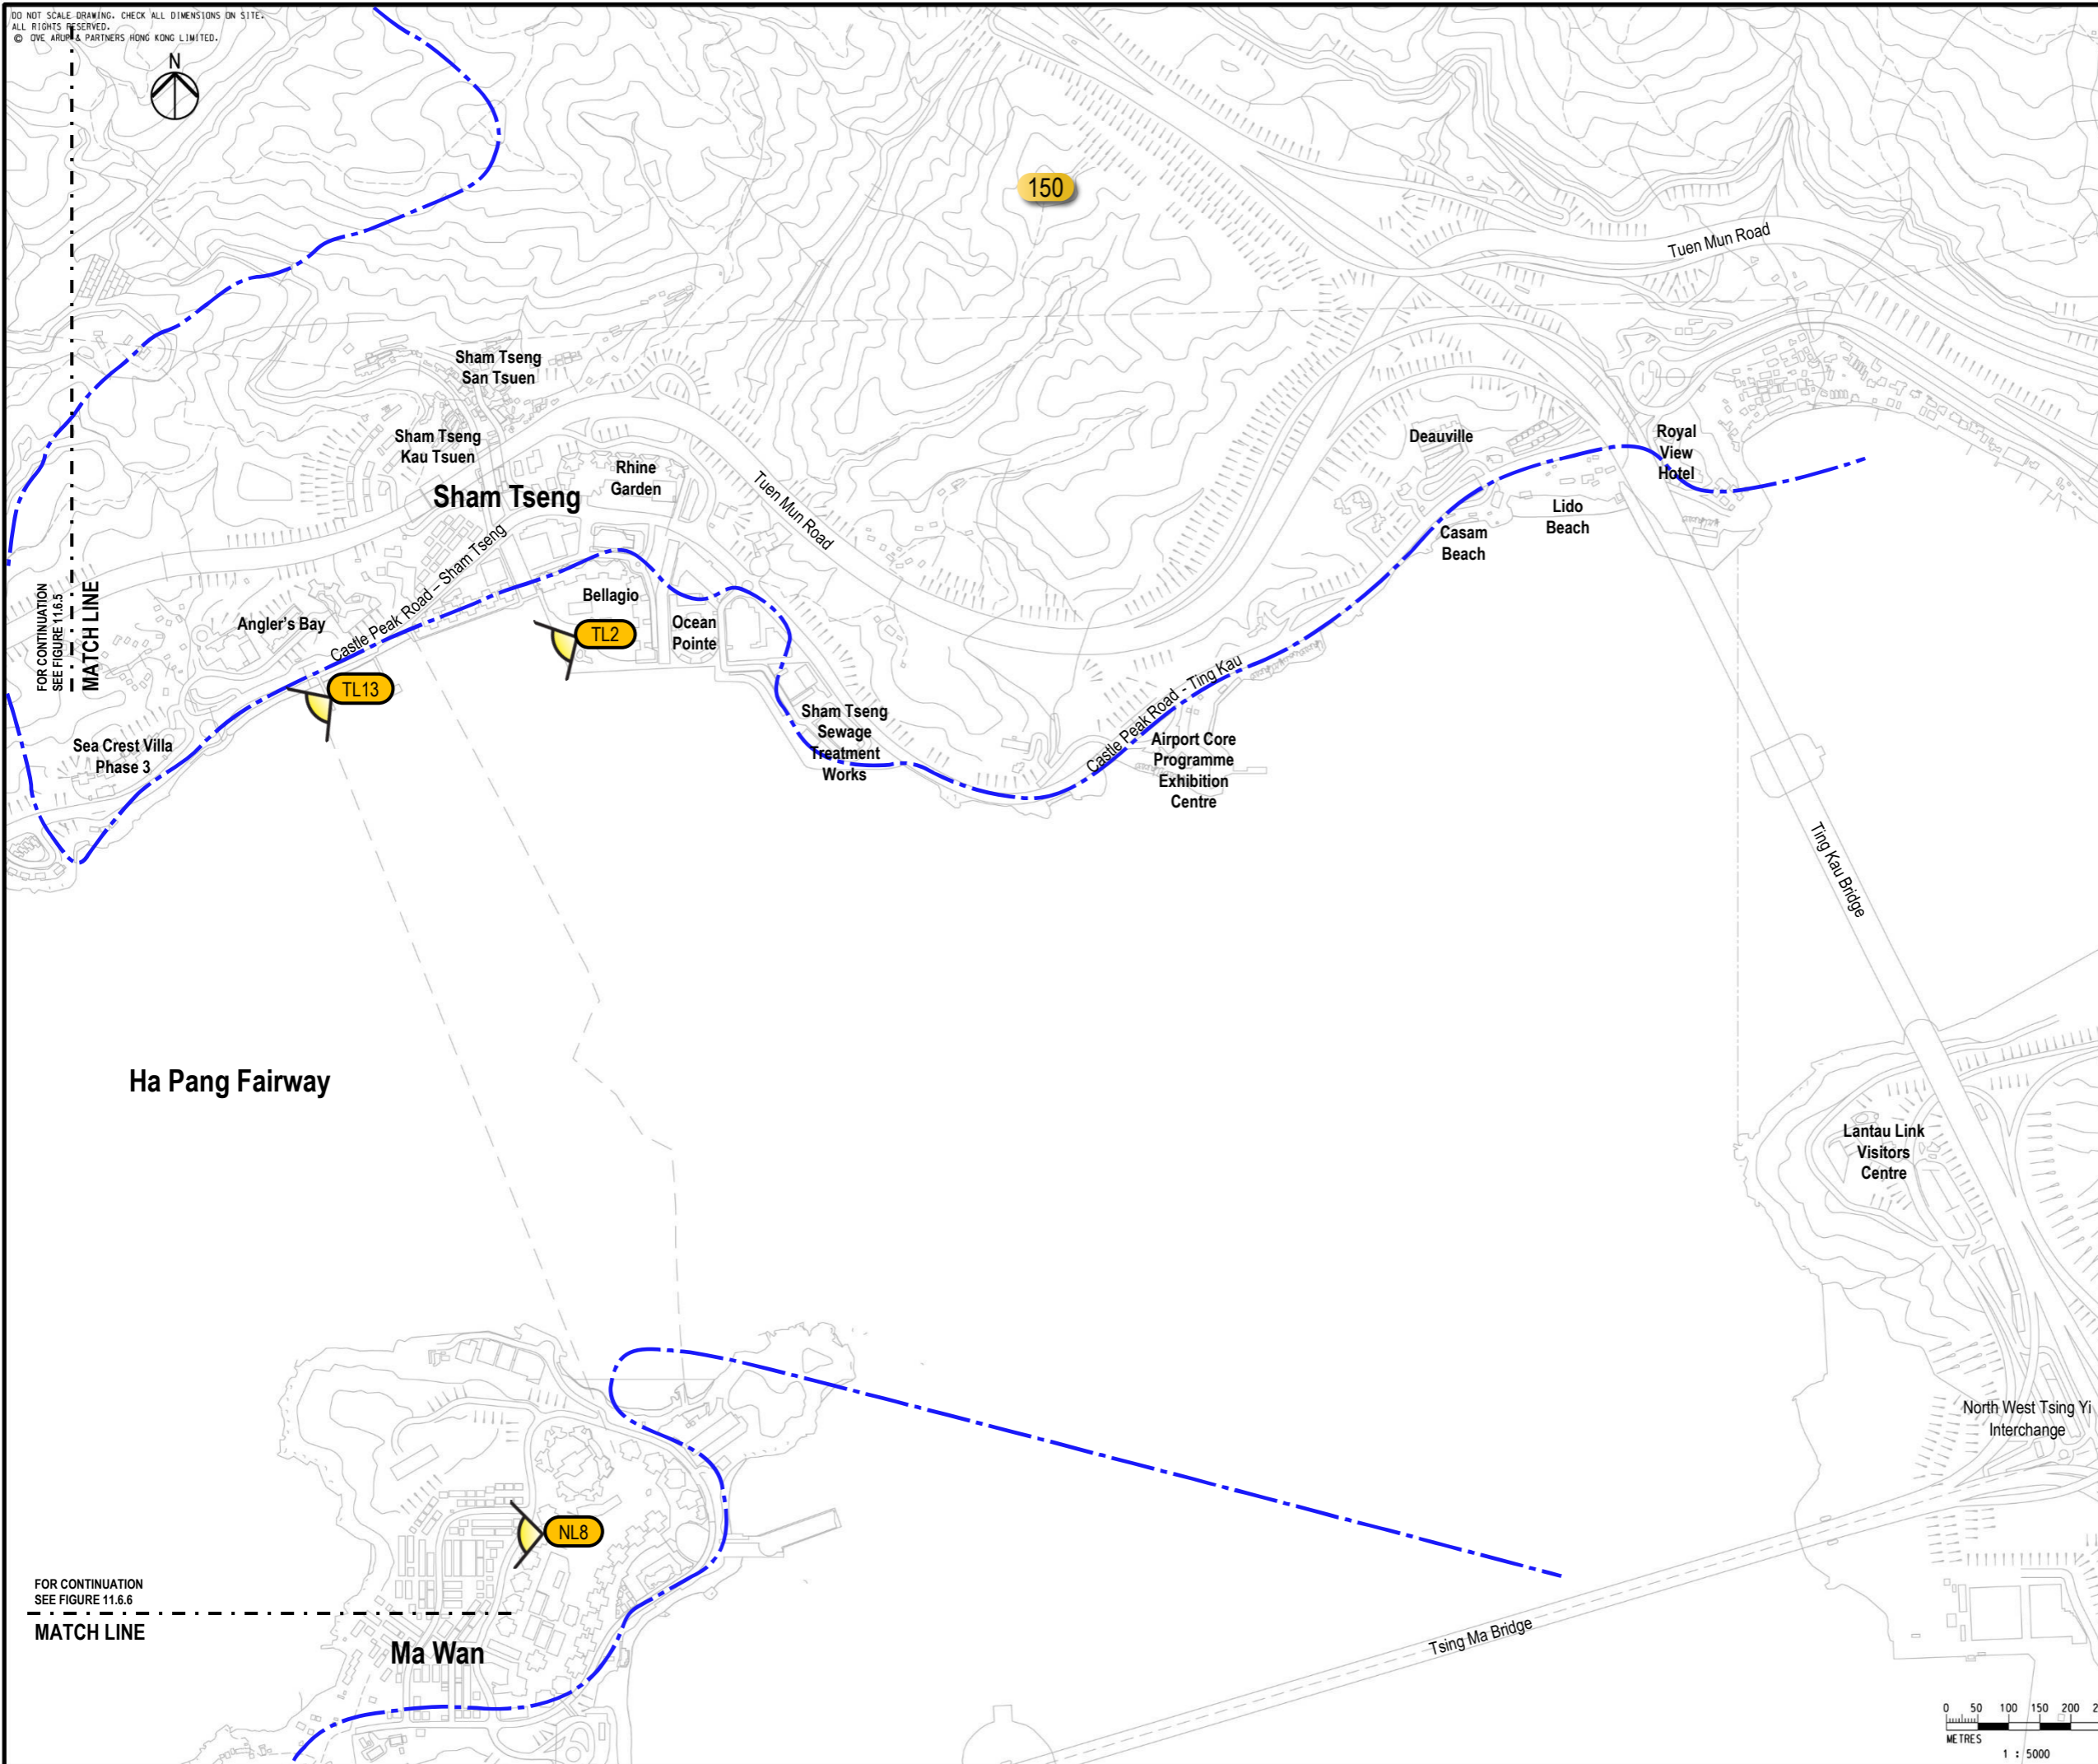 DO NOT SCALE DRAWING. CHECK ALL DIMENSIONS ON SITE.
ALL RIGHTS RESERVED.
© OVE ARUP & PARTNERS HONG KONG LIMITED.
N
150
Tuen Mun Road
Sham Tseng
San Tsuen
Sham Tseng
Kau Tsuen
Rhine
Garden
Sham Tseng
Tuen Mun Road
Deauville
Royal
View
Hotel
Lido
Beach
Casam
Beach
Castle Peak Road – Sham Tseng
FOR CONTINUATION
SEE FIGURE 11.6.5
MATCH LINE
Angler's Bay
Bellagio
TL2
Ocean
Pointe
TL13
Sea Crest Villa
Phase 3
Sham Tseng
Sewage
Treatment
Works
Castle Peak Road - Ting Kau
Airport Core
Programme
Exhibition
Centre
Ting Kau Bridge
Ha Pang Fairway
Lantau Link
Visitors
Centre
North West Tsing Yi
Interchange
NL8
FOR CONTINUATION
SEE FIGURE 11.6.6
MATCH LINE
Ma Wan
Tsing Ma Bridge
0 50 100 150 200
METRES
1 : 5000